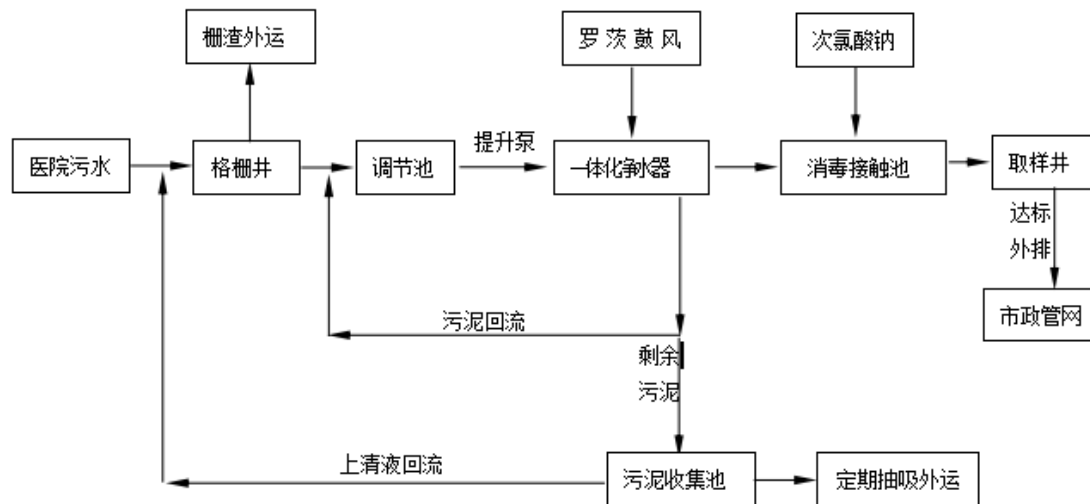 栅渣外运
罗茨鼓风
次氯酸钠
医院污水
格栅井
调节池
提升泵
一体化净水器
消毒接触池
取样井
达标
外排
市政管网
污泥回流
剩余
污泥
上清液回流
污泥收集池
定期抽吸外运